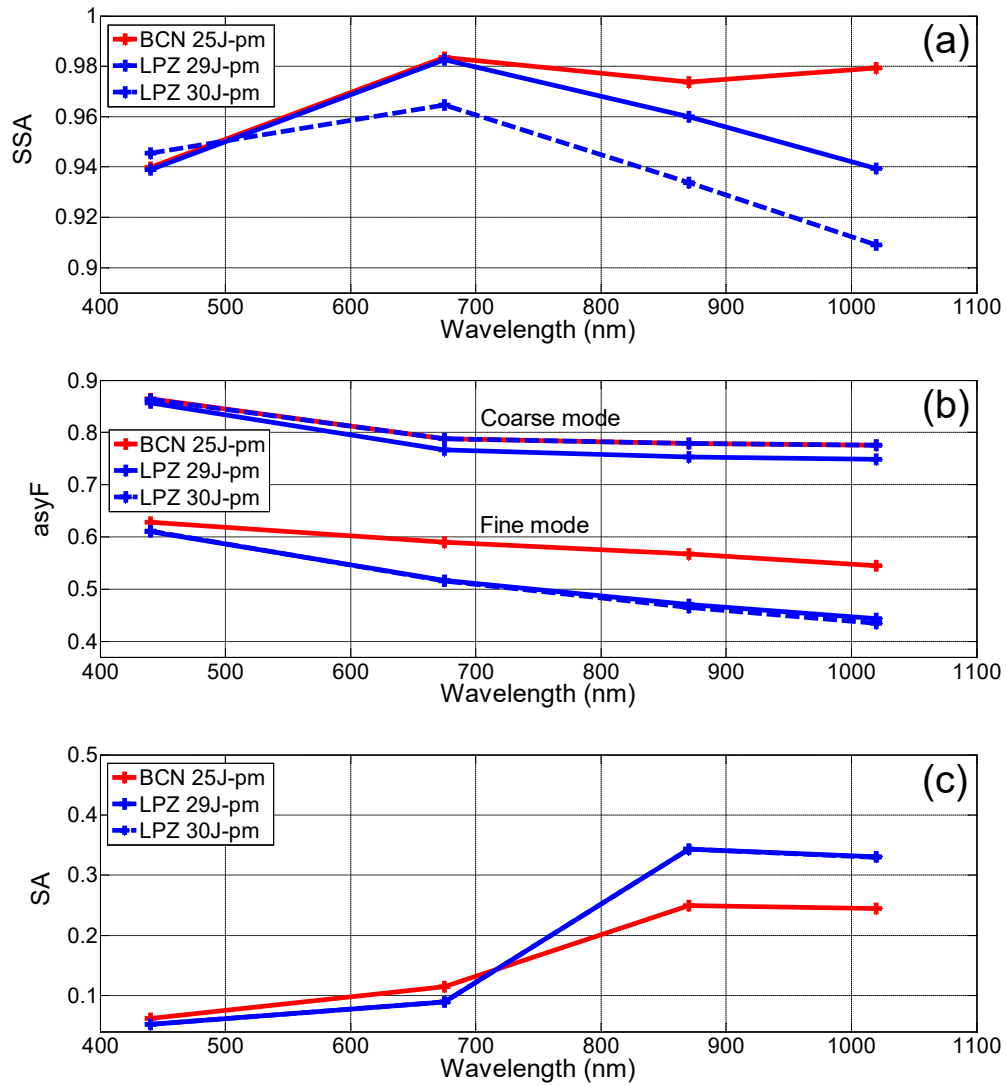 (a)
1
0.98
0.96
0.94
0.92
0.9
SSA
BCN 25J-pm
LPZ 29J-pm
LPZ 30J-pm
400 500 600 700 800 900 1000 1100
Wavelength (nm)
(b)
0.9
0.8
0.7
0.6
0.5
0.4
asyF
Coarse mode
BCN 25J-pm
LPZ 29J-pm
LPZ 30J-pm
Fine mode
400 500 600 700 800 900 1000 1100
Wavelength (nm)
(c)
0.5
0.4
0.3
0.2
0.1
SA
BCN 25J-pm
LPZ 29J-pm
LPZ 30J-pm
400 500 600 700 800 900 1000 1100
Wavelength (nm)